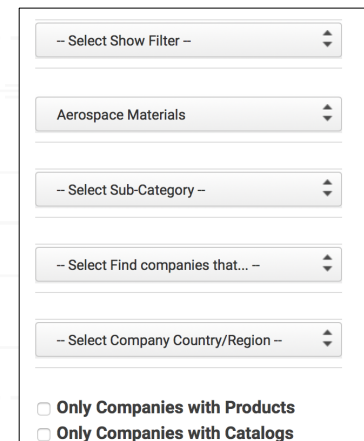 -- Select Show Filter --
Aerospace Materials
-- Select Sub-Category --
-- Select Find companies that... --
-- Select Company Country/Region --
Only Companies with Products
Only Companies with Catalogs